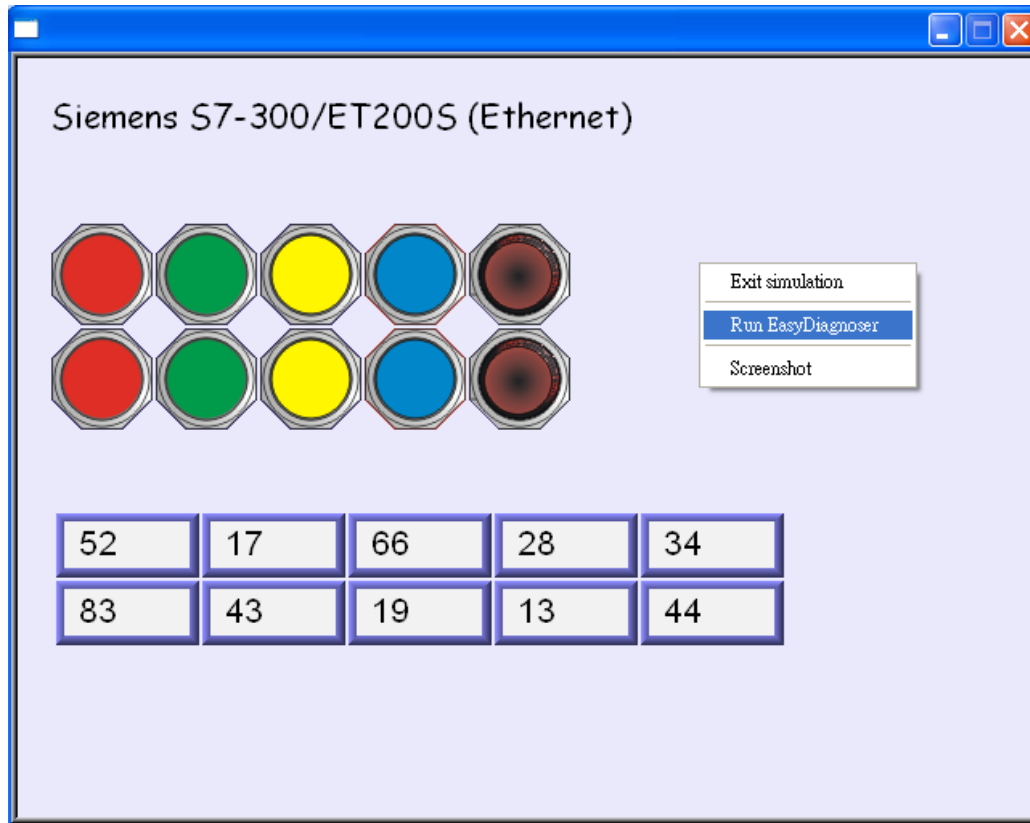 Siemens S7-300/ET200S (Ethernet)
Exit simulation
Run EasyDiagnoser
Screenshot
52 17 66 28 34
83 43 19 13 44